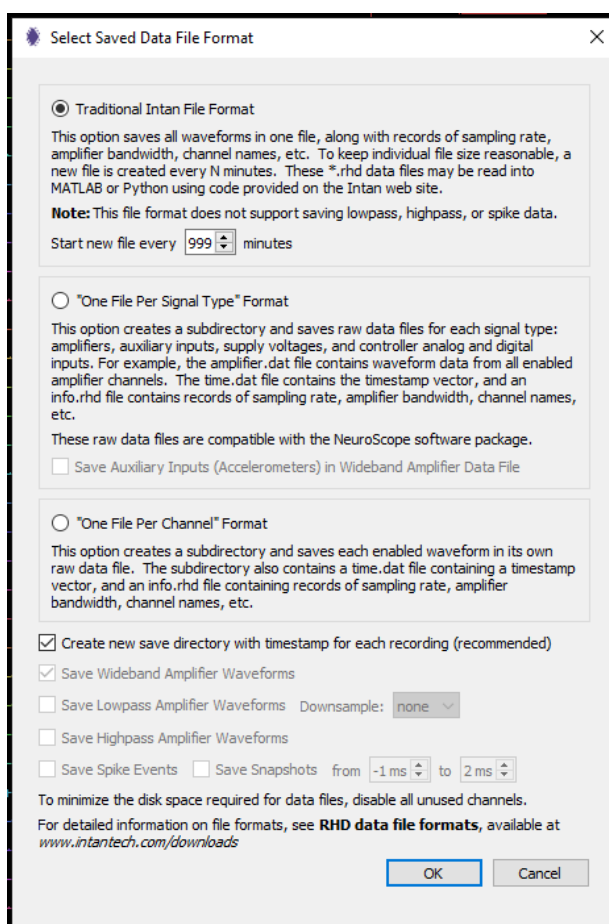 Select Saved Data File Format
Traditional Intan File Format
This option saves all waveforms in one file, along with records of sampling rate,
amplifier bandwidth, channel names, etc. To keep individual file size reasonable, a
new file is created every N minutes. These *.rhd data files may be read into
MATLAB or Python using code provided on the Intan web site.
Note: This file format does not support saving lowpass, highpass, or spike data.
Start new file every 999 minutes
"One File Per Signal Type" Format
This option creates a subdirectory and saves raw data files for each signal type:
amplifiers, auxiliary inputs, supply voltages, and controller analog and digital
inputs. For example, the amplifier.dat file contains waveform data from all enabled
amplifier channels. The time.dat file contains the timestamp vector, and an
info.rhd file contains records of sampling rate, amplifier bandwidth, channel names,
etc.
These raw data files are compatible with the NeuroScope software package.
Save Auxiliary Inputs (Accelerometers) in Wideband Amplifier Data File
"One File Per Channel" Format
This option creates a subdirectory and saves each enabled waveform in its own
raw data file. The subdirectory also contains a time.dat file containing a timestamp
vector, and an info.rhd file containing records of sampling rate, amplifier
bandwidth, channel names, etc.
Create new save directory with timestamp for each recording (recommended)
Save Wideband Amplifier Waveforms
Save Lowpass Amplifier Waveforms Downsample: none
Save Highpass Amplifier Waveforms
Save Spike Events Save Snapshots from -1 ms to 2 ms
To minimize the disk space required for data files, disable all unused channels.
For detailed information on file formats, see RHD data file formats, available at
www.intantech.com/downloads
OK Cancel